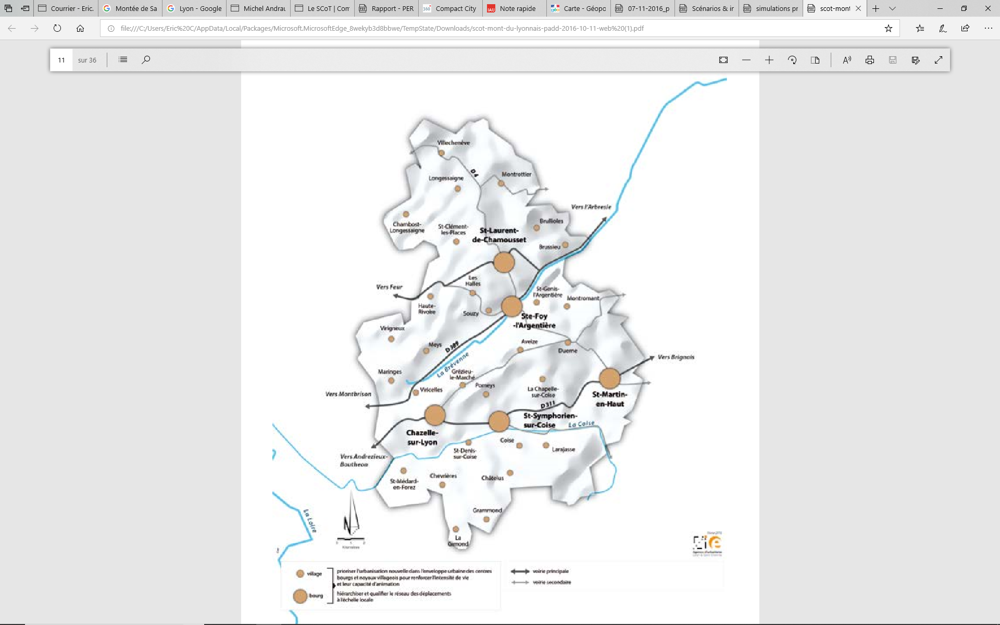 Courrier - Eric.
Montée de Sa
Lyon - Google
Michel Andrau
Le SCoT | Com
Rapport - PER
Compact City
Note rapide
Carte - Géopo
07-11-2016_p
Scénarios & ir
simulations pr
scot-mont
file:///C:/Users/Eric%20C/AppData/Local/Packages/Microsoft.MicrosoftEdge_8wekyb3d8bbwe/TempState/Downloads/scot-mont-du-lyonnais-padd-2016-10-11-web%20(1).pdf
11 sur 36
Villechenève
D4
Montrottier
Longessaigne
Vers l'Arbresle
Chambost-
Longessaigne
St-Clément-
les-Places
St-Laurent-
de-Chamousset
Brullioles
Brussieu
Vers Feur
Les
Halles
St-Genis-
l'Argentière
Montromant
Haute-
Rivoire
Souzy
Ste-Foy
-l'Argentière
Virigneux
Meys
D389
Aveize
Duerne
Vers Brignais
La Brévenne
Maringes
Grézieu-
le-Marché
Pomeys
Viricelles
La Chapelle-
sur-Coise
Vers Montbrison
St-Martin-
en-Haut
D311
St-Symphorien-
sur-Coise
La Coise
Chazelle-
sur-Lyon
St-Denis-
sur-Coise
Coise
Larajasse
Vers Andrezieux-
Boutheon
St-Médard-
en-Forez
Chevrières
Châtelus
Grammond
La
Gimond
La Loire
N
0 1 2
Kilomètres
village
bourg
prioriser l'urbanisation nouvelle dans l'enveloppe urbaine des centres
bourgs et noyaux villageois pour renforcer l'intensité de vie
et leur capacité d'animation
hiérarchiser et qualifier le réseau des déplacements
à l'échelle locale
voirie principale
voirie secondaire